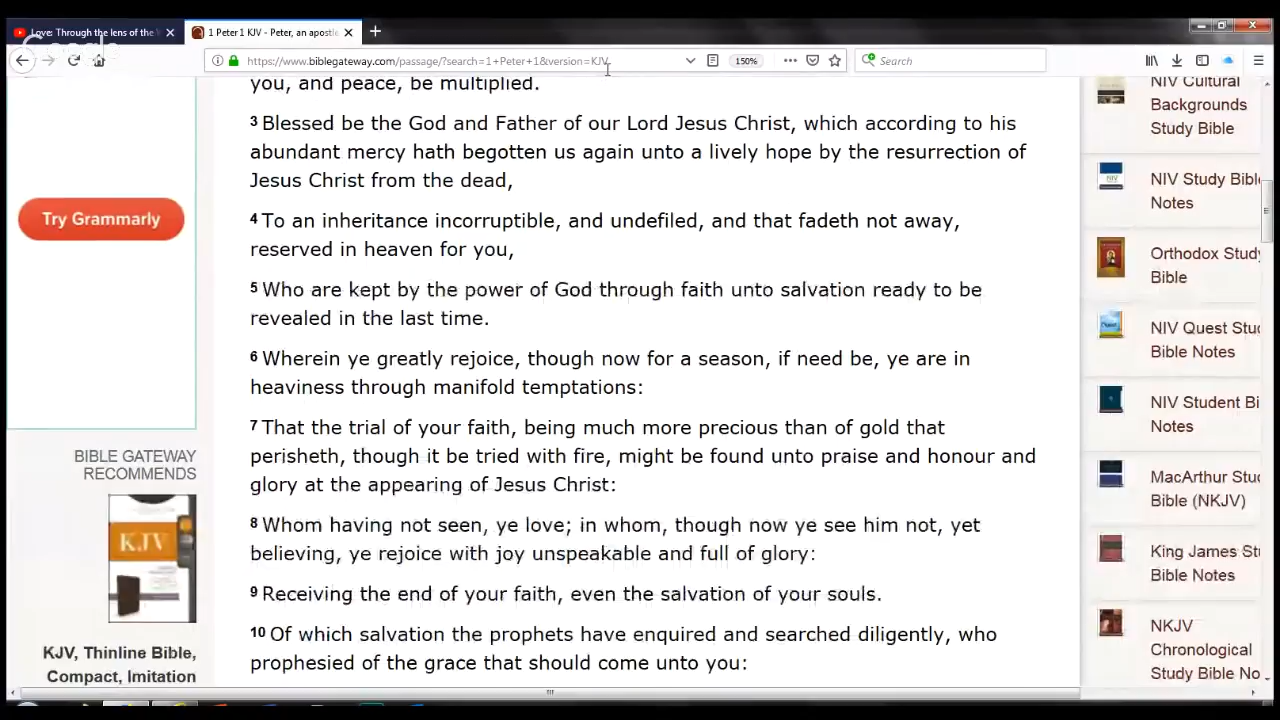 Love: Through the lens of the
1 Peter 1 KJV - Peter, an apostle
https://www.biblegateway.com/passage/?search=1+Peter+1&version=KJV
150%
Search
Google
you, and peace, be multiplied.
3 Blessed be the God and Father of our Lord Jesus Christ, which according to his
abundant mercy hath begotten us again unto a lively hope by the resurrection of
Jesus Christ from the dead,
4 To an inheritance incorruptible, and undefiled, and that fadeth not away,
reserved in heaven for you,
5 Who are kept by the power of God through faith unto salvation ready to be
revealed in the last time.
6 Wherein ye greatly rejoice, though now for a season, if need be, ye are in
heaviness through manifold temptations:
7 That the trial of your faith, being much more precious than of gold that
perisheth, though it be tried with fire, might be found unto praise and honour and
glory at the appearing of Jesus Christ:
8 Whom having not seen, ye love; in whom, though now ye see him not, yet
believing, ye rejoice with joy unspeakable and full of glory:
9 Receiving the end of your faith, even the salvation of your souls.
10 Of which salvation the prophets have enquired and searched diligently, who
prophesied of the grace that should come unto you:
Try Grammarly
BIBLE GATEWAY
RECOMMENDS
KJV
KJV, Thinline Bible,
Compact, Imitation
NIV Cultural
Backgrounds
Study Bible
NIV Study Bible
Notes
Orthodox Study
Bible
NIV Quest Stu
Bible Notes
NIV Student Bi
Notes
MacArthur Stu
Bible (NKJV)
King James St
Bible Notes
NKJV
Chronological
Study Bible No